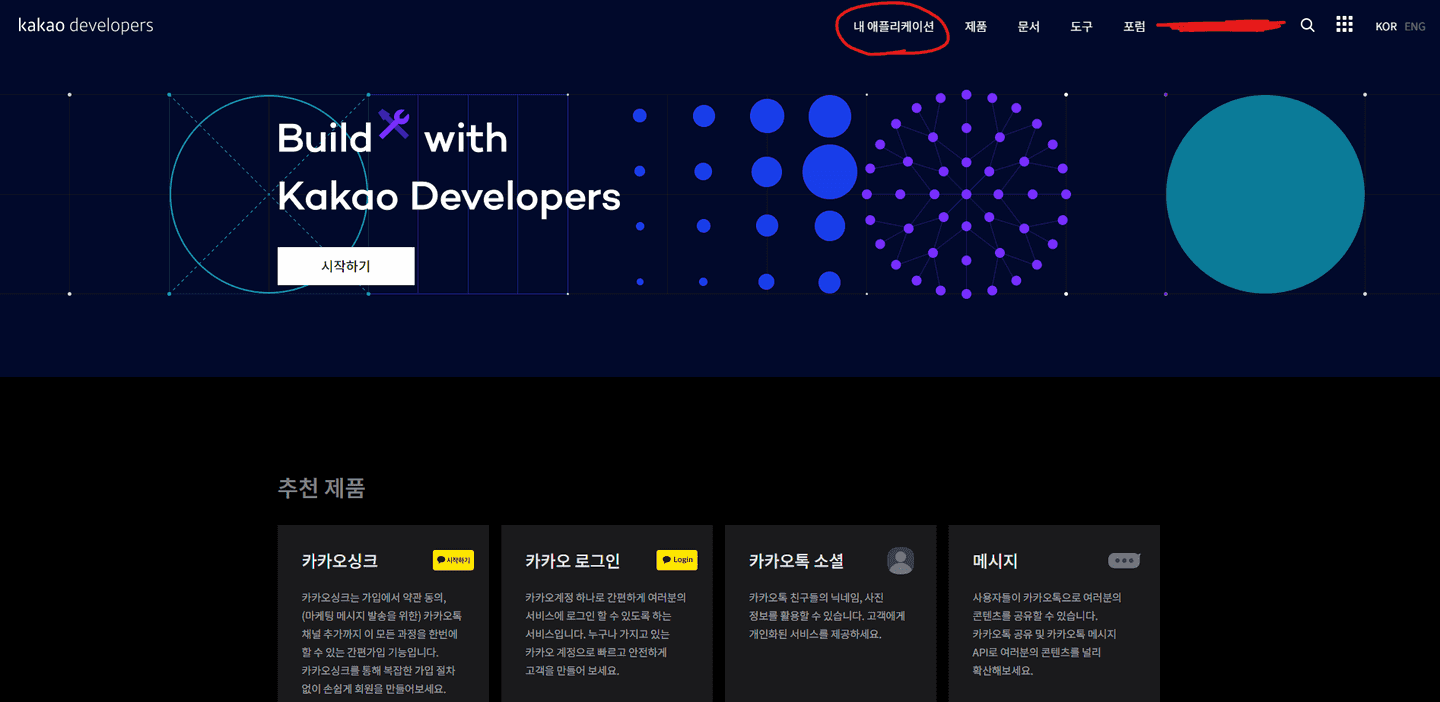 kakao developers
내 애플리케이션 제품 문서 도구 포럼 KOR ENG
Build with
Kakao Developers
시작하기
추천 제품
카카오싱크
시작하기
카카오싱크는 가입에서 약관 동의,
(마케팅 메시지 발송을 위한) 카카오톡
채널 추가까지 이 모든 과정을 한번에
할 수 있는 간편가입 기능입니다.
카카오싱크를 통해 복잡한 가입 절차
없이 손쉽게 회원을 만들어보세요.
카카오 로그인
Login
카카오계정 하나로 간편하게 여러분의
서비스에 로그인 할 수 있도록 하는
서비스입니다. 누구나 가지고 있는
카카오 계정으로 빠르고 안전하게
고객을 만들어 보세요.
카카오톡 소셜
카카오톡 친구들의 닉네임, 사진
정보를 활용할 수 있습니다. 고객에게
개인화된 서비스를 제공하세요.
메시지
사용자들이 카카오톡으로 여러분의
콘텐츠를 공유할 수 있습니다.
카카오톡 공유 및 카카오톡 메시지
API로 여러분의 콘텐츠를 널리
확산해보세요.